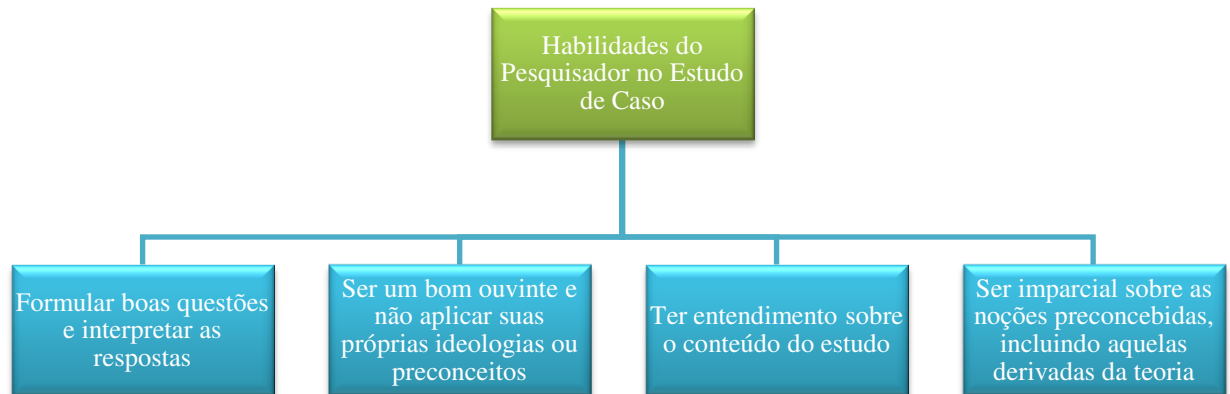 Habilidades do
Pesquisador no Estudo
de Caso
Formular boas questões
e interpretar as
respostas
Ser um bom ouvinte e
não aplicar suas
próprias ideologias ou
preconceitos
Ter entendimento sobre
o conteúdo do estudo
Ser imparcial sobre as
noções preconcebidas,
incluindo aquelas
derivadas da teoria